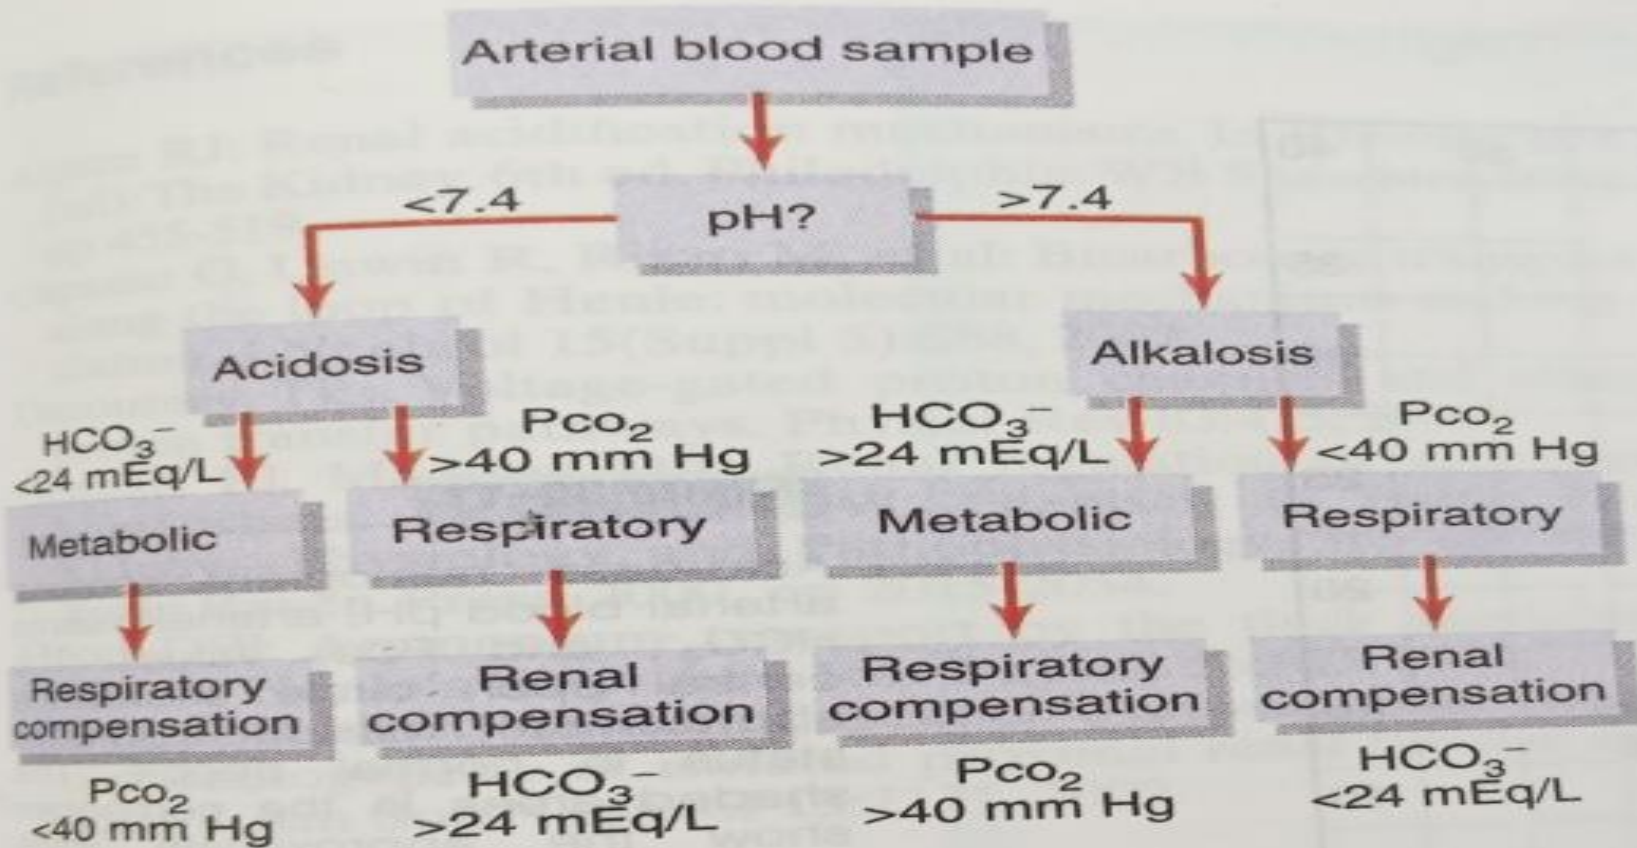 Arterial blood sample
pH?
<7.4
>7.4
Acidosis
Alkalosis
HCO₃⁻
<24 mEq/L
Pco₂
>40 mm Hg
HCO₃⁻
>24 mEq/L
Pco₂
<40 mm Hg
Metabolic
Respiratory
Metabolic
Respiratory
Respiratory
compensation
Renal
compensation
Respiratory
compensation
Renal
compensation
Pco₂
<40 mm Hg
HCO₃⁻
>24 mEq/L
Pco₂
>40 mm Hg
HCO₃⁻
<24 mEq/L